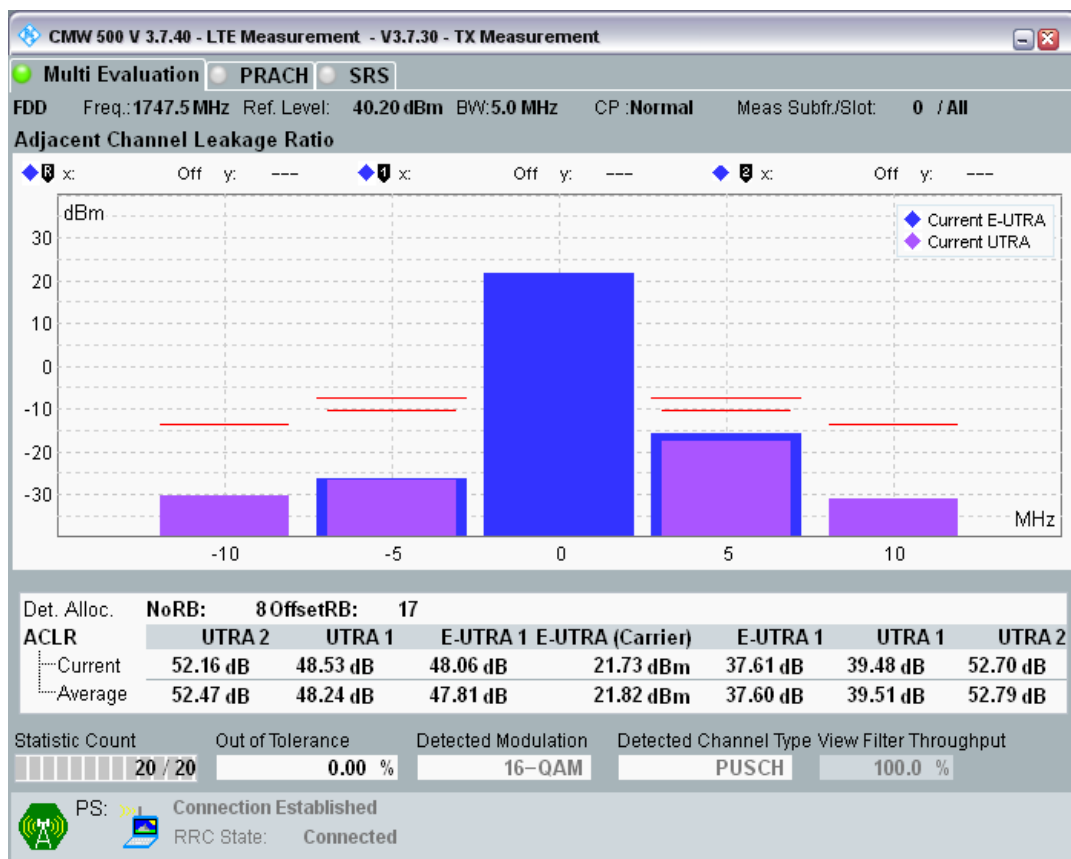 CMW 500 V 3.7.40 - LTE Measurement - V3.7.30 - TX Measurement
Multi Evaluation PRACH SRS
FDD Freq.: 1747.5 MHz Ref. Level: 40.20 dBm BW: 5.0 MHz CP : Normal Meas Subfr./Slot: 0 / All
Adjacent Channel Leakage Ratio
R x: Off y: --- 1 x: Off y: --- 2 x: Off y: ---
dBm
Current E-UTRA
Current UTRA
30
20
10
0
-10
-20
-30
MHz
-10 -5 0 5 10
Det. Alloc. NoRB: 8 OffsetRB: 17
ACLR UTRA 2 UTRA 1 E-UTRA 1 E-UTRA (Carrier) E-UTRA 1 UTRA 1 UTRA 2
Current 52.16 dB 48.53 dB 48.06 dB 21.73 dBm 37.61 dB 39.48 dB 52.70 dB
Average 52.47 dB 48.24 dB 47.81 dB 21.82 dBm 37.60 dB 39.51 dB 52.79 dB
Statistic Count Out of Tolerance Detected Modulation Detected Channel Type View Filter Throughput
20 / 20 0.00 % 16-QAM PUSCH 100.0 %
PS: Connection Established
RRC State: Connected